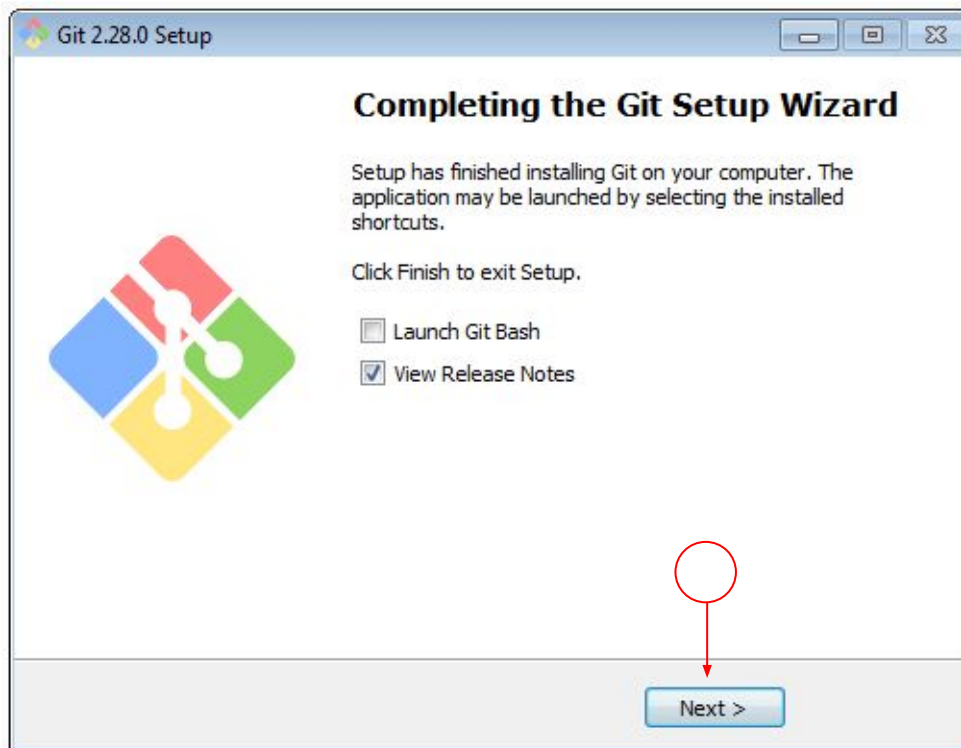 Git 2.28.0 Setup
Completing the Git Setup Wizard
Setup has finished installing Git on your computer. The
application may be launched by selecting the installed
shortcuts.
Click Finish to exit Setup.
Launch Git Bash
View Release Notes
Next >